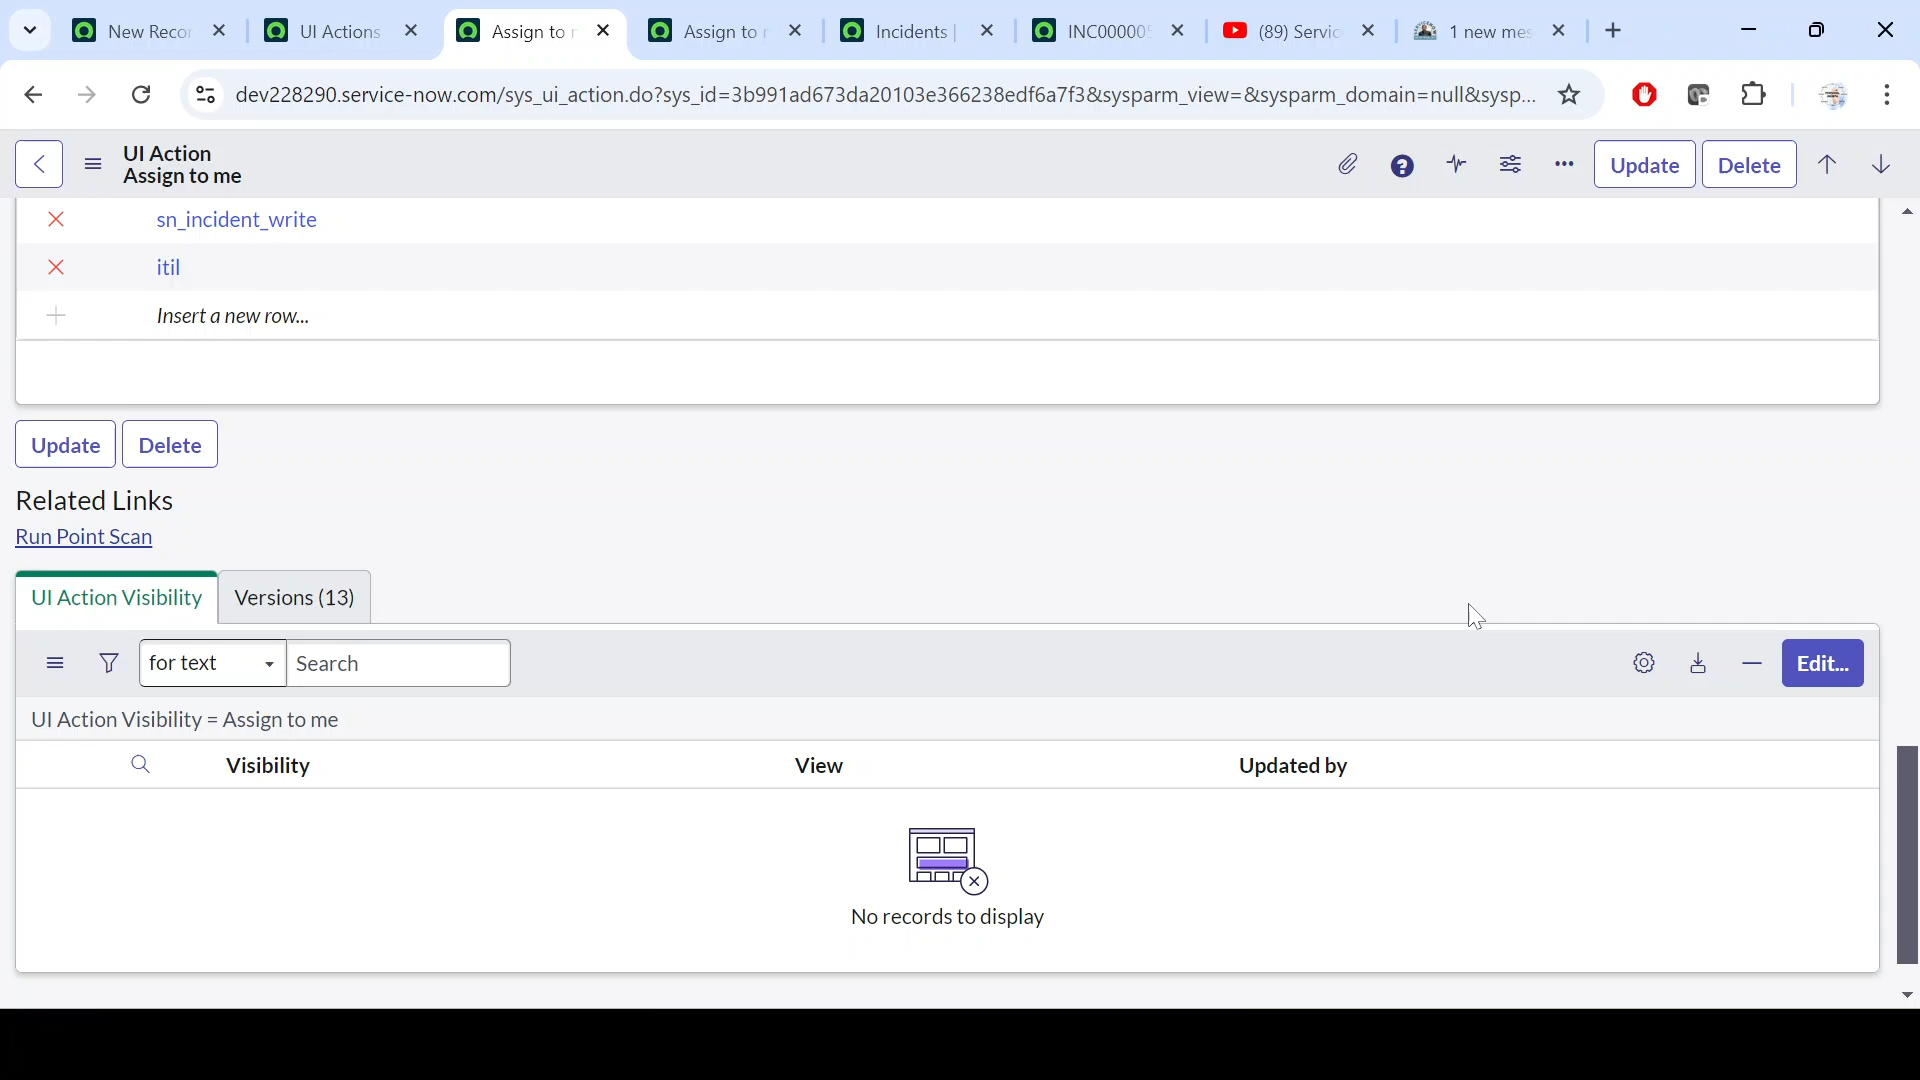 New Recor
UI Actions
Assign to r
Assign to r
Incidents |
INC000005
(89) Servic
1 new mes
dev228290.service-now.com/sys_ui_action.do?sys_id=3b991ad673da20103e366238edf6a7f3&sysparm_view=&sysparm_domain=null&sysp...
UI Action
Assign to me
Update
Delete
sn_incident_write
itil
Insert a new row...
Update
Delete
Related Links
Run Point Scan
UI Action Visibility
Versions (13)
for text
Search
Edit...
UI Action Visibility = Assign to me
Visibility
View
Updated by
No records to display